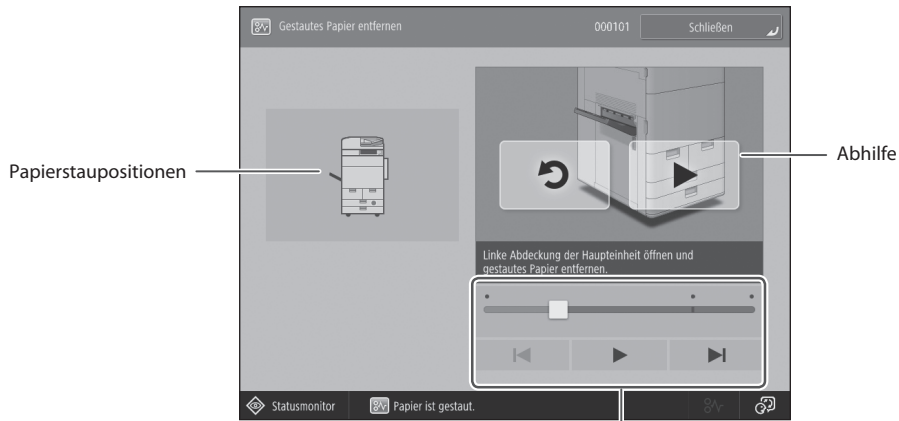 Gestautes Papier entfernen 000101 Schließen
Papierstaupositionen
Abhilfe
Linke Abdeckung der Haupteinheit öffnen und
gestautes Papier entfernen.
Statusmonitor Papier ist gestaut.